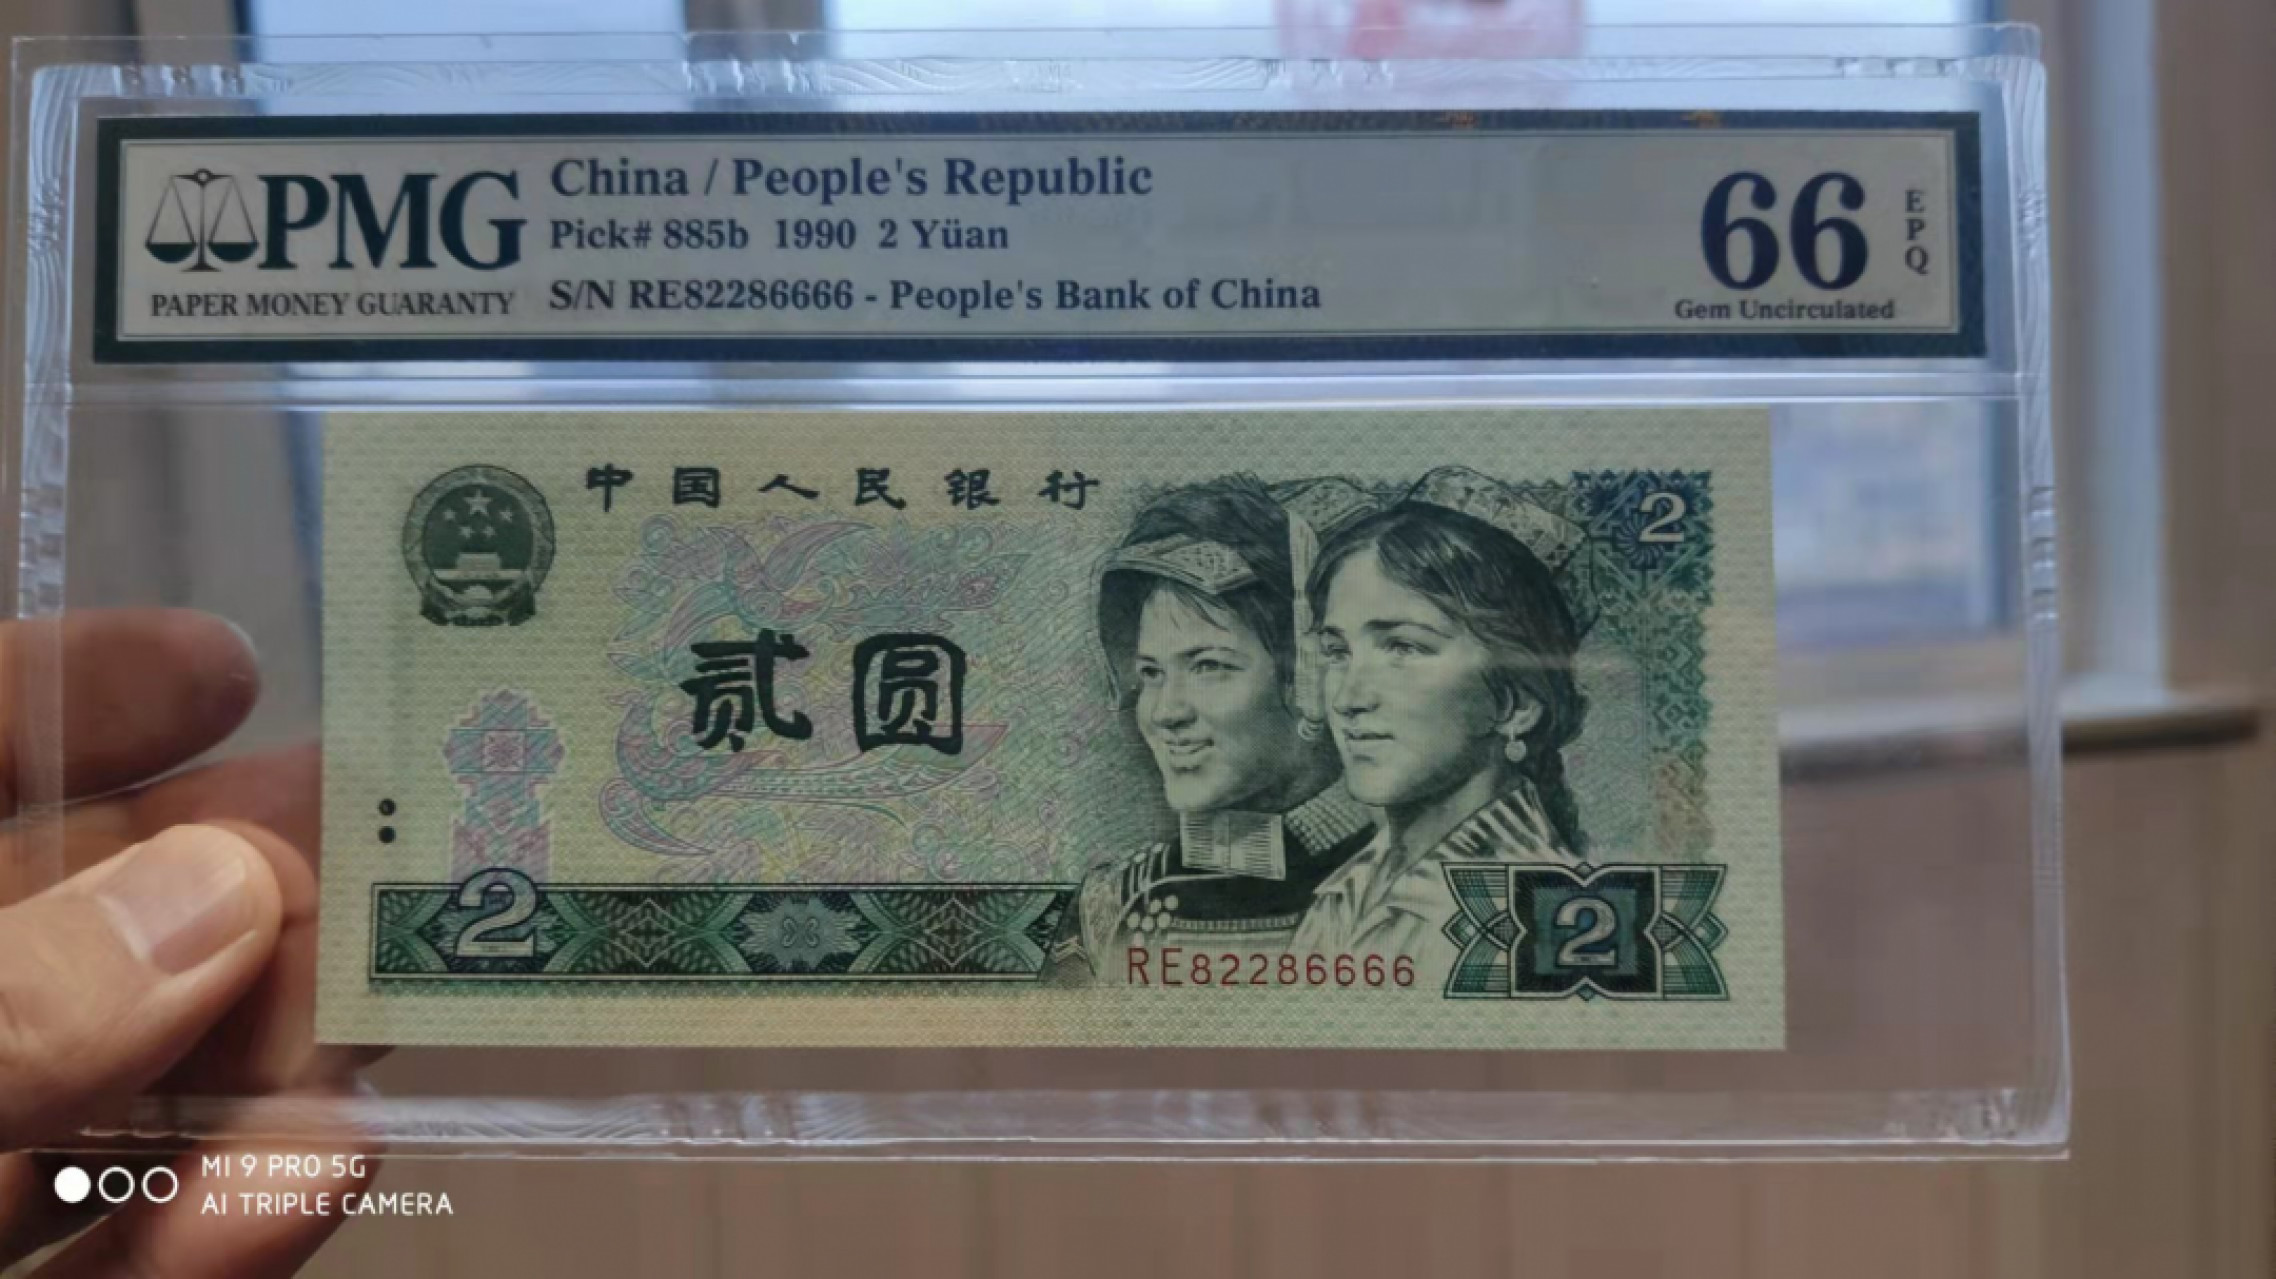 PMG
PAPER MONEY GUARANTY
China / People's Republic
Pick# 885b 1990 2 Yüan
S/N RE82286666 - People's Bank of China
66
EPQ
Gem Uncirculated
中国人民银行
2
贰圆
2
RE82286666
2
MI 9 PRO 5G
AI TRIPLE CAMERA